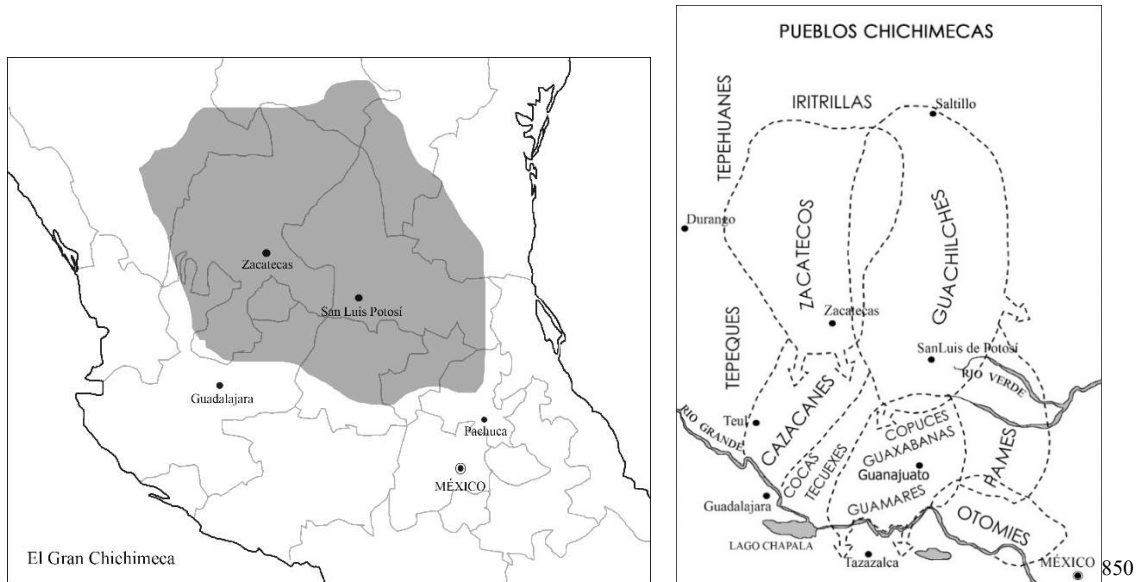 Zacatecas
San Luis Potosí
Guadalajara
Pachuca
MÉXICO
El Gran Chichimeca
PUEBLOS CHICHIMECAS
IRITRILLAS
Saltillo
TEPEHUANES
Durango
ZACATECOS
GUACHILCHES
Zacatecas
SanLuis de Potosí
RIO VERDE
TEPEQUES
Teul
CAZACANES
RIO GRANDE
COPUCES
GUAXABANAS
Guanajuato
COCAS
TECUEXES
PAMES
Guadalajara
GUAMARES
OTOMIES
LAGO CHAPALA
Tazazalca
MÉXICO
850